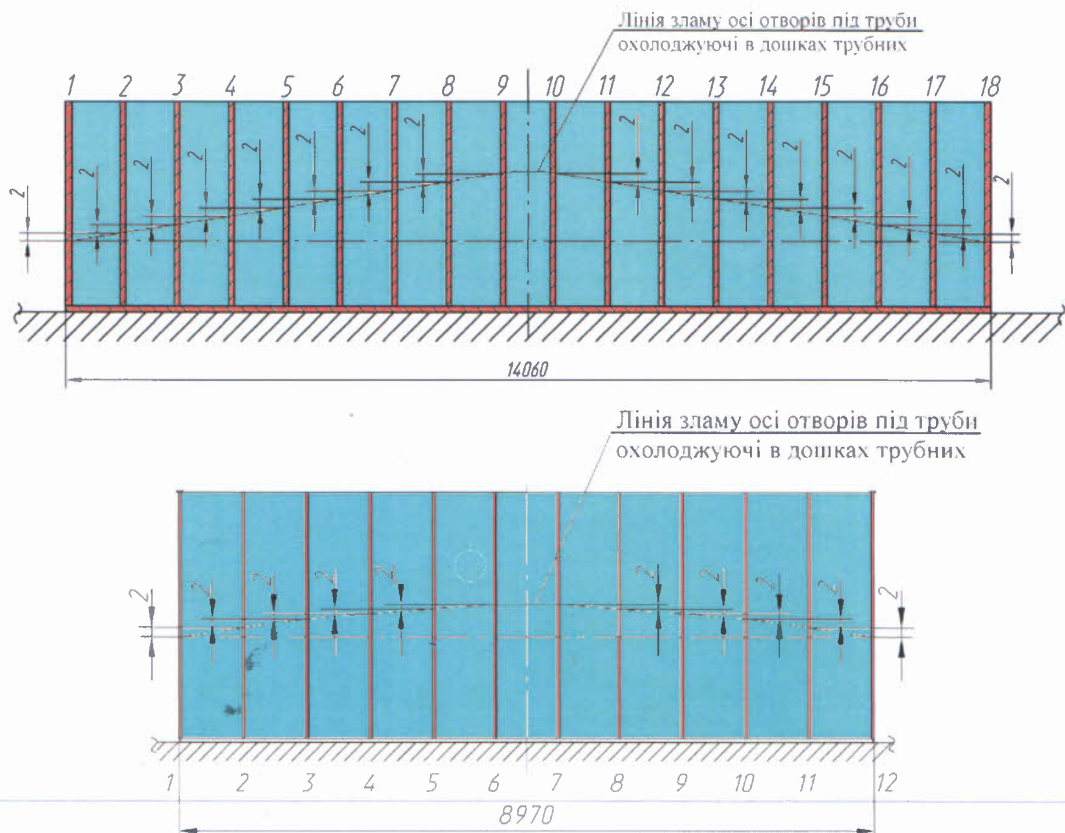 Лінія зламу осі отворів під труби
охолоджуючі в дошках трубних
1 2 3 4 5 6 7 8 9 10 11 12 13 14 15 16 17 18
2 2 2 2 2 2 2 2 2 2 2 2 2 2 2 2
14060
Лінія зламу осі отворів під труби
охолоджуючі в дошках трубних
2 2 2 2 2 2 2 2 2 2
1 2 3 4 5 6 7 8 9 10 11 12
8970